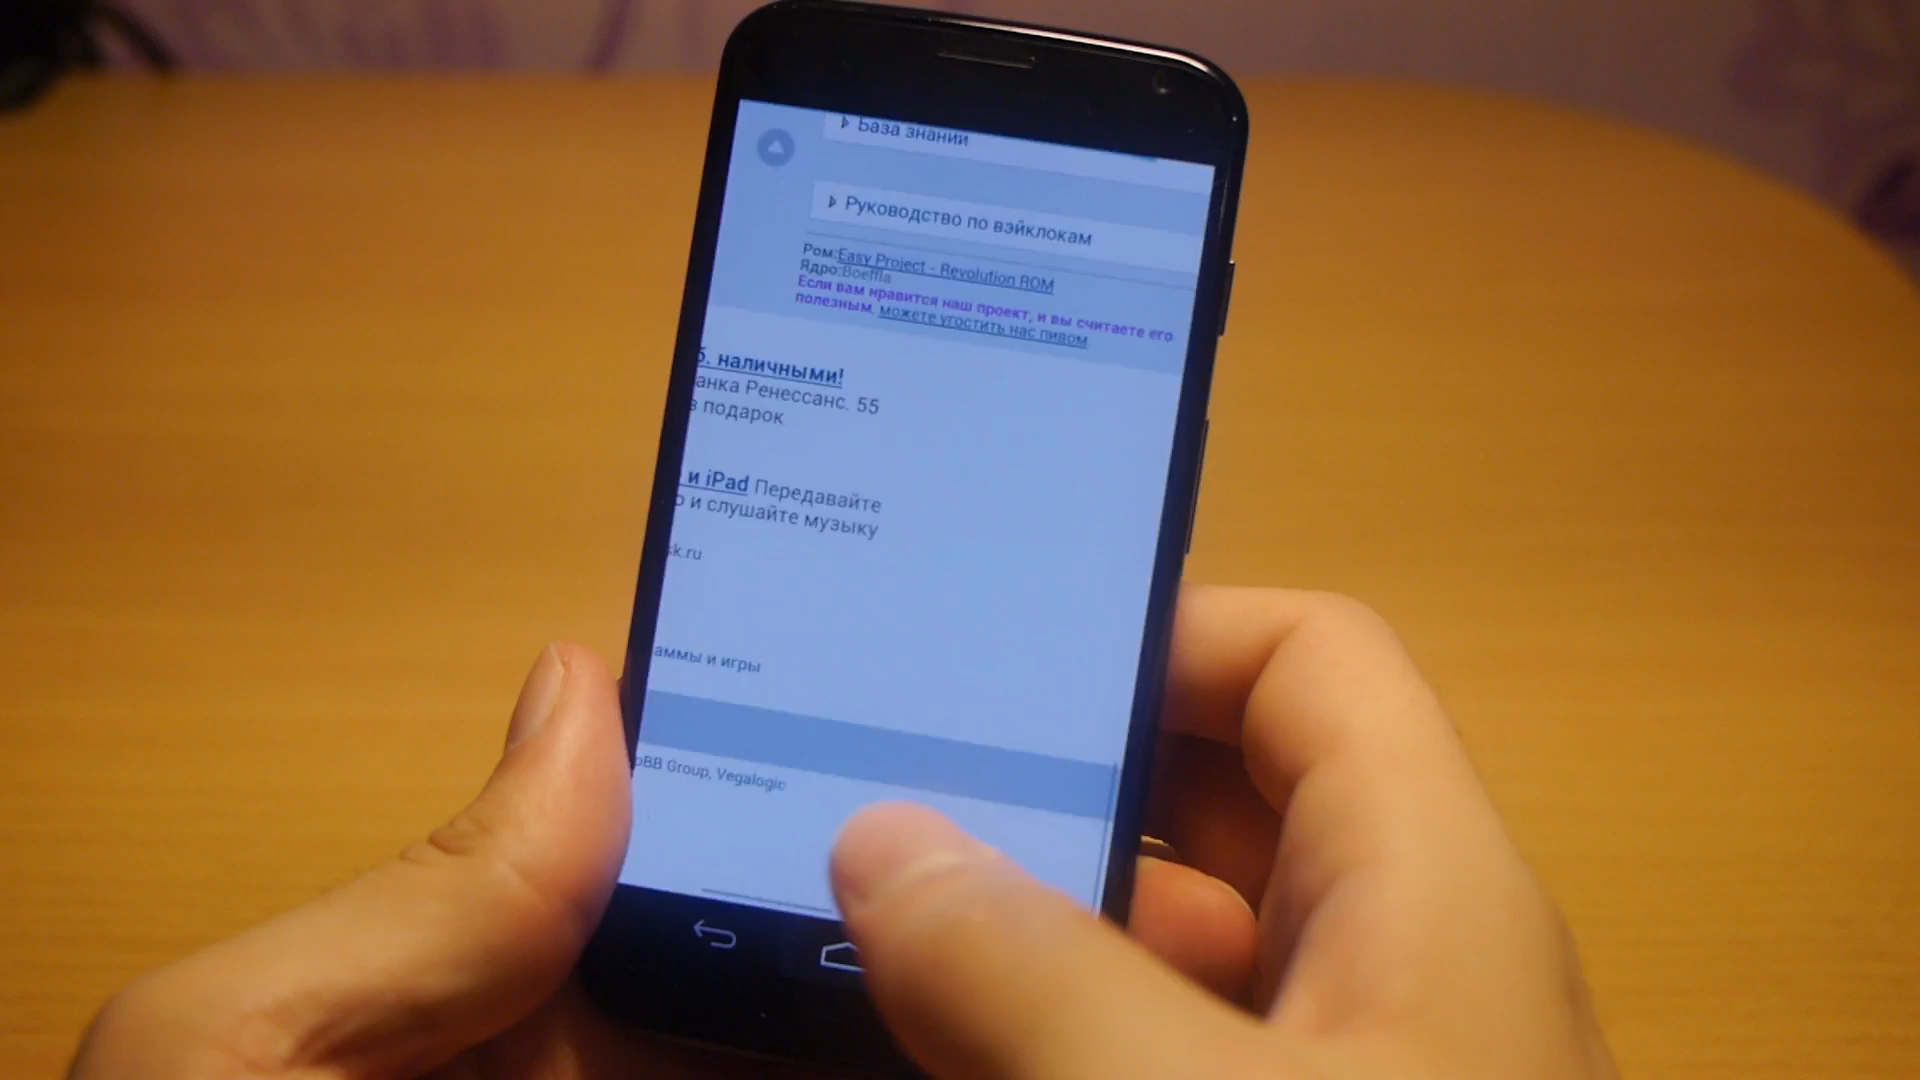 База знаний
Руководство по вэйклокам
Ром:Easy Project - Revolution ROM
Ядро:Boeffla
Если вам нравится наш проект, и вы считаете его
полезным, можете угостить нас пивом
б. наличными!
анка Ренессанс. 55
в подарок
и iPad Передавайте
о и слушайте музыку
sk.ru
аммы и игры
pBB Group, Vegalogic